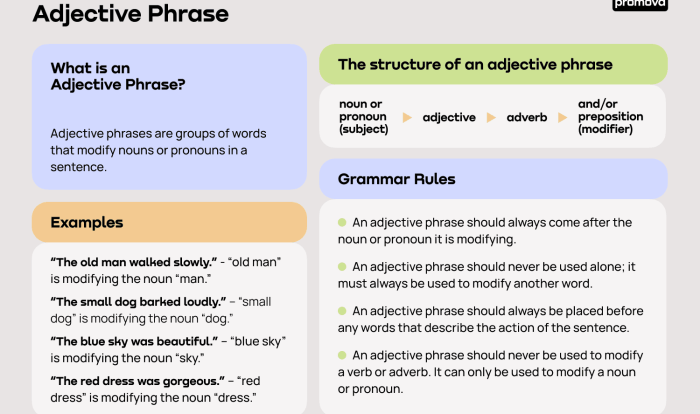 Adjective Phrase
promova
What is an
Adjective Phrase?
Adjective phrases are groups of words
that modify nouns or pronouns in a
sentence.
Examples
“The old man walked slowly.” - “old man”
is modifying the noun “man.”
“The small dog barked loudly.” – “small
dog” is modifying the noun “dog.”
“The blue sky was beautiful.” – “blue sky”
is modifying the noun “sky.”
“The red dress was gorgeous.” – “red
dress” is modifying the noun “dress.”
The structure of an adjective phrase
noun or
pronoun
(subject)
adjective
adverb
and/or
preposition
(modifier)
Grammar Rules
An adjective phrase should always come after the
noun or pronoun it is modifying.
An adjective phrase should never be used alone; it
must always be used to modify another word.
An adjective phrase should always be placed before
any words that describe the action of the sentence.
An adjective phrase should never be used to modify
a verb or adverb. It can only be used to modify a noun
or pronoun.